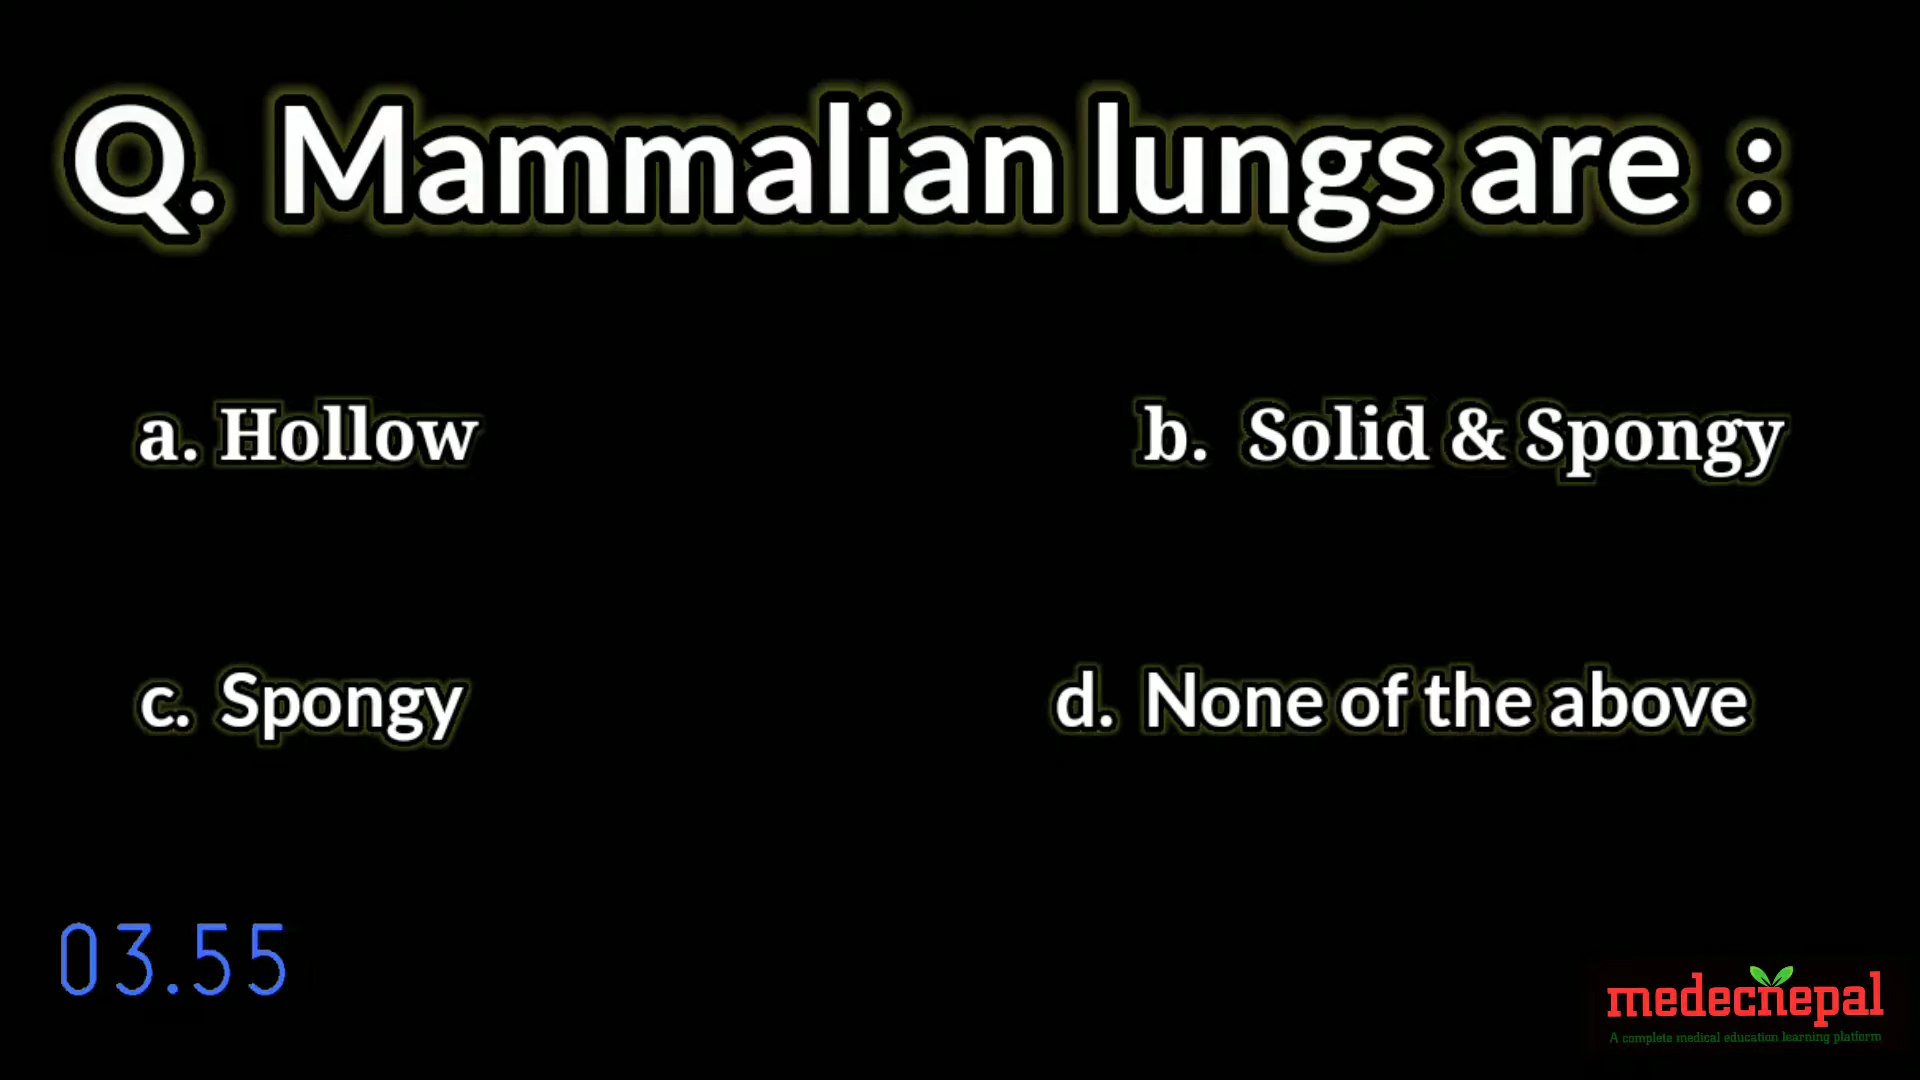 Q. Mammalian lungs are :
a. Hollow
b. Solid & Spongy
c. Spongy
d. None of the above
03.55
medecnepal
A complete medical education learning platform